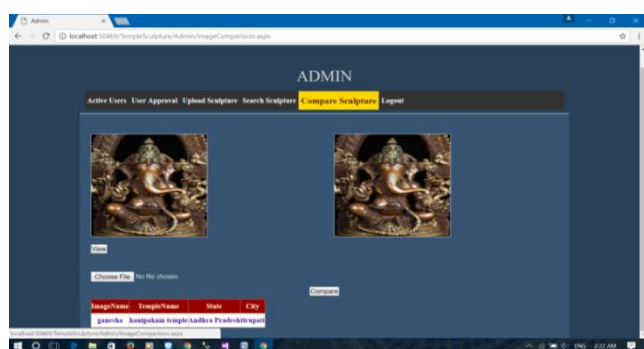 Admin
localhost:50469/TempleSculpture/Admin/ImageComparision.aspx
ADMIN
Active Users User Approval Upload Sculpture Search Sculpture Compare Sculpture Logout
View
Choose File No file chosen
Compare
ImageName TempleName State City
ganesha kanipakam temple Andhra Pradesh tirupati
localhost:50469/TempleSculpture/Admin/ImageComparision.aspx
ENG 2:22 AM